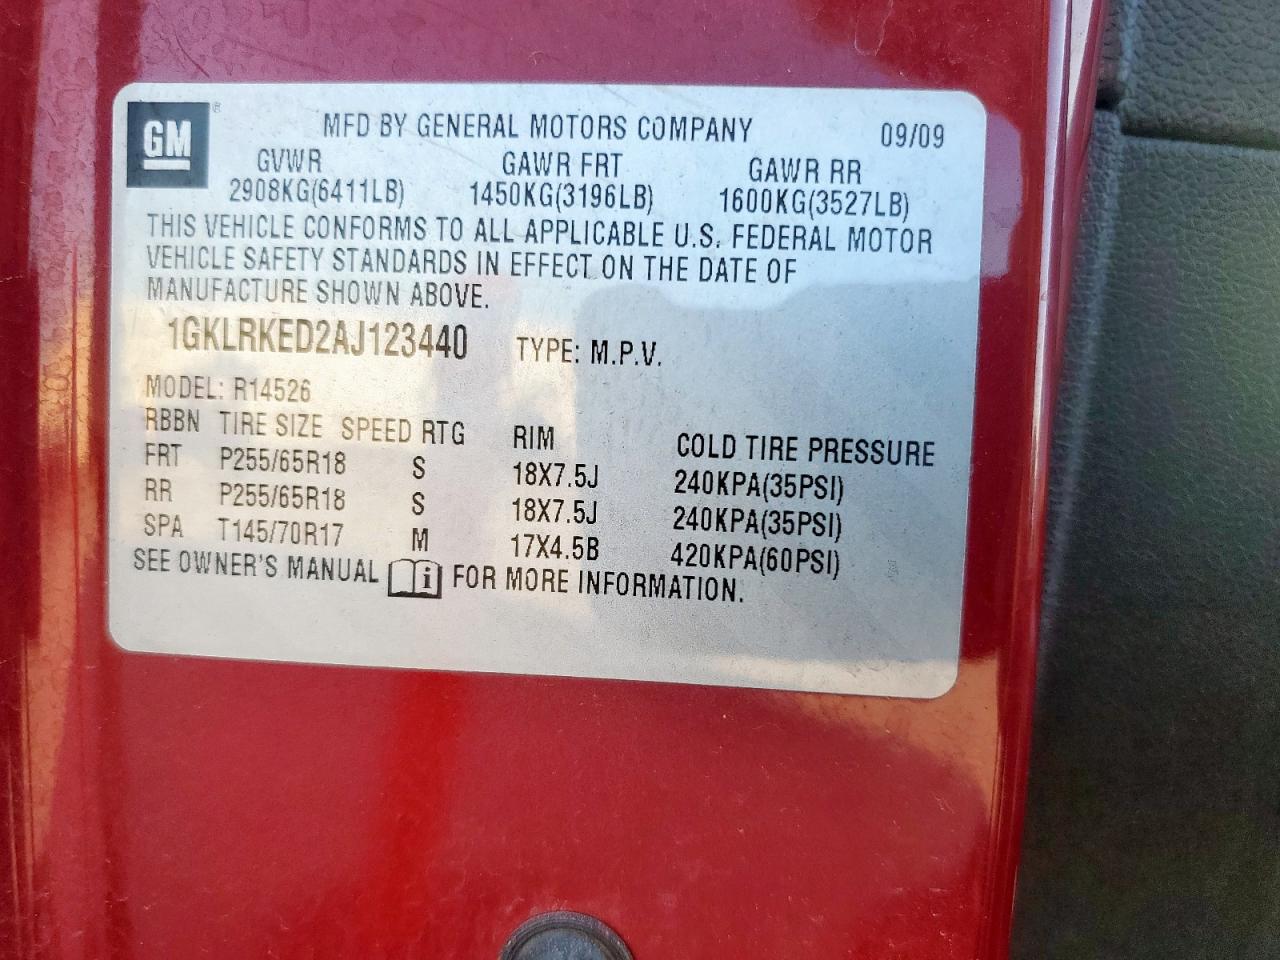 GM ® MFD BY GENERAL MOTORS COMPANY 09/09
GVWR GAWR FRT GAWR RR
2908KG(6411LB) 1450KG(3196LB) 1600KG(3527LB)
THIS VEHICLE CONFORMS TO ALL APPLICABLE U.S. FEDERAL MOTOR
VEHICLE SAFETY STANDARDS IN EFFECT ON THE DATE OF
MANUFACTURE SHOWN ABOVE.
1GKLRKED2AJ123440 TYPE: M.P.V.
MODEL: R14526
RBBN TIRE SIZE SPEED RTG RIM COLD TIRE PRESSURE
FRT P255/65R18 S 18X7.5J 240KPA(35PSI)
RR P255/65R18 S 18X7.5J 240KPA(35PSI)
SPA T145/70R17 M 17X4.5B 420KPA(60PSI)
SEE OWNER'S MANUAL i FOR MORE INFORMATION.